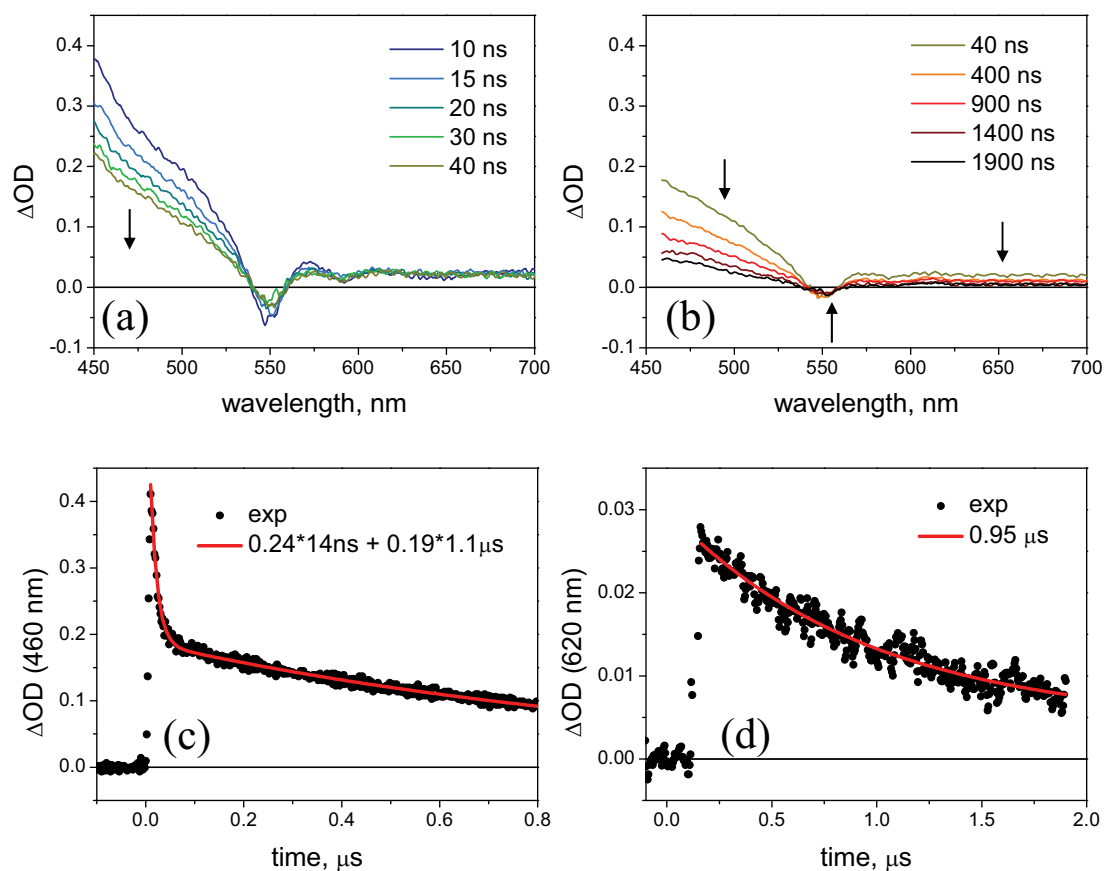 0.4
0.3
0.2
0.1
0.0
-0.1
ΔOD
10 ns
15 ns
20 ns
30 ns
40 ns
(a)
450 500 550 600 650 700
wavelength, nm
0.4
0.3
0.2
0.1
0.0
-0.1
ΔOD
40 ns
400 ns
900 ns
1400 ns
1900 ns
(b)
450 500 550 600 650 700
wavelength, nm
0.4
0.3
0.2
0.1
0.0
ΔOD (460 nm)
exp
0.24*14ns + 0.19*1.1μs
(c)
0.0 0.2 0.4 0.6 0.8
time, μs
0.03
0.02
0.01
0.00
ΔOD (620 nm)
exp
0.95 μs
(d)
0.0 0.5 1.0 1.5 2.0
time, μs